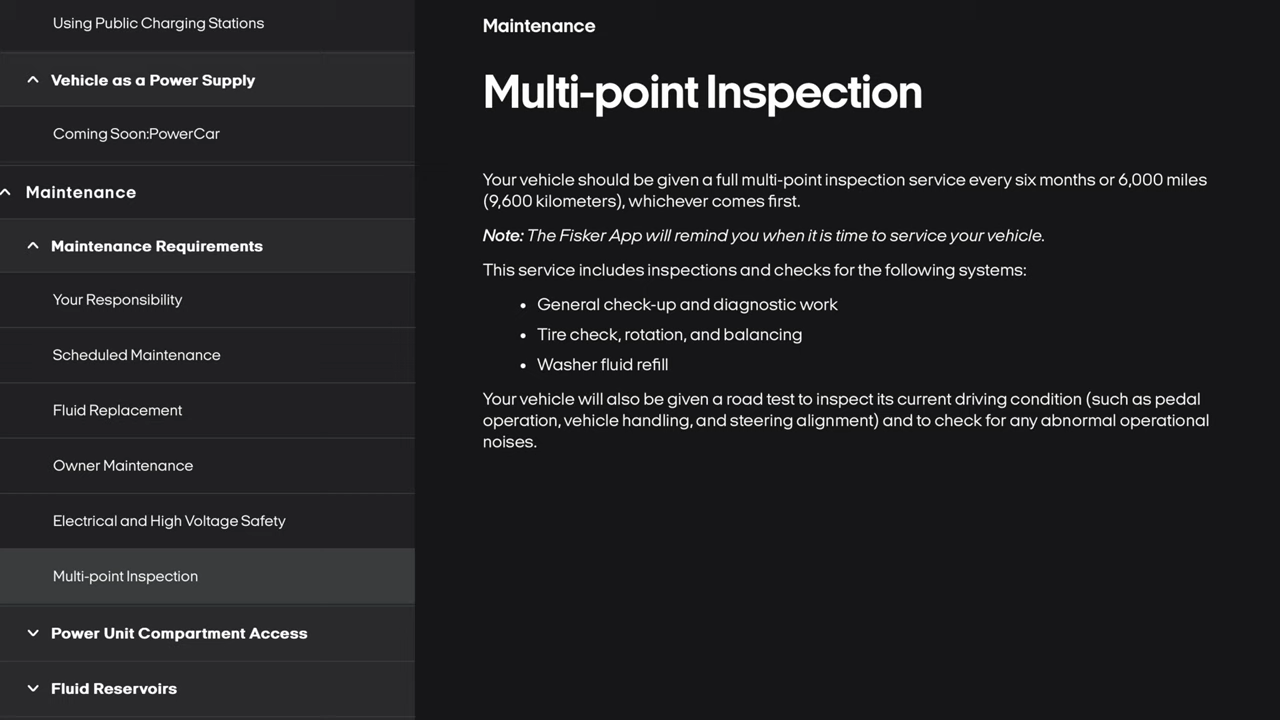 Using Public Charging Stations
Vehicle as a Power Supply
Coming Soon:PowerCar
Maintenance
Maintenance Requirements
Your Responsibility
Scheduled Maintenance
Fluid Replacement
Owner Maintenance
Electrical and High Voltage Safety
Multi-point Inspection
Power Unit Compartment Access
Fluid Reservoirs
Maintenance
Multi-point Inspection
Your vehicle should be given a full multi-point inspection service every six months or 6,000 miles
(9,600 kilometers), whichever comes first.
Note: The Fisker App will remind you when it is time to service your vehicle.
This service includes inspections and checks for the following systems:
• General check-up and diagnostic work
• Tire check, rotation, and balancing
• Washer fluid refill
Your vehicle will also be given a road test to inspect its current driving condition (such as pedal
operation, vehicle handling, and steering alignment) and to check for any abnormal operational
noises.